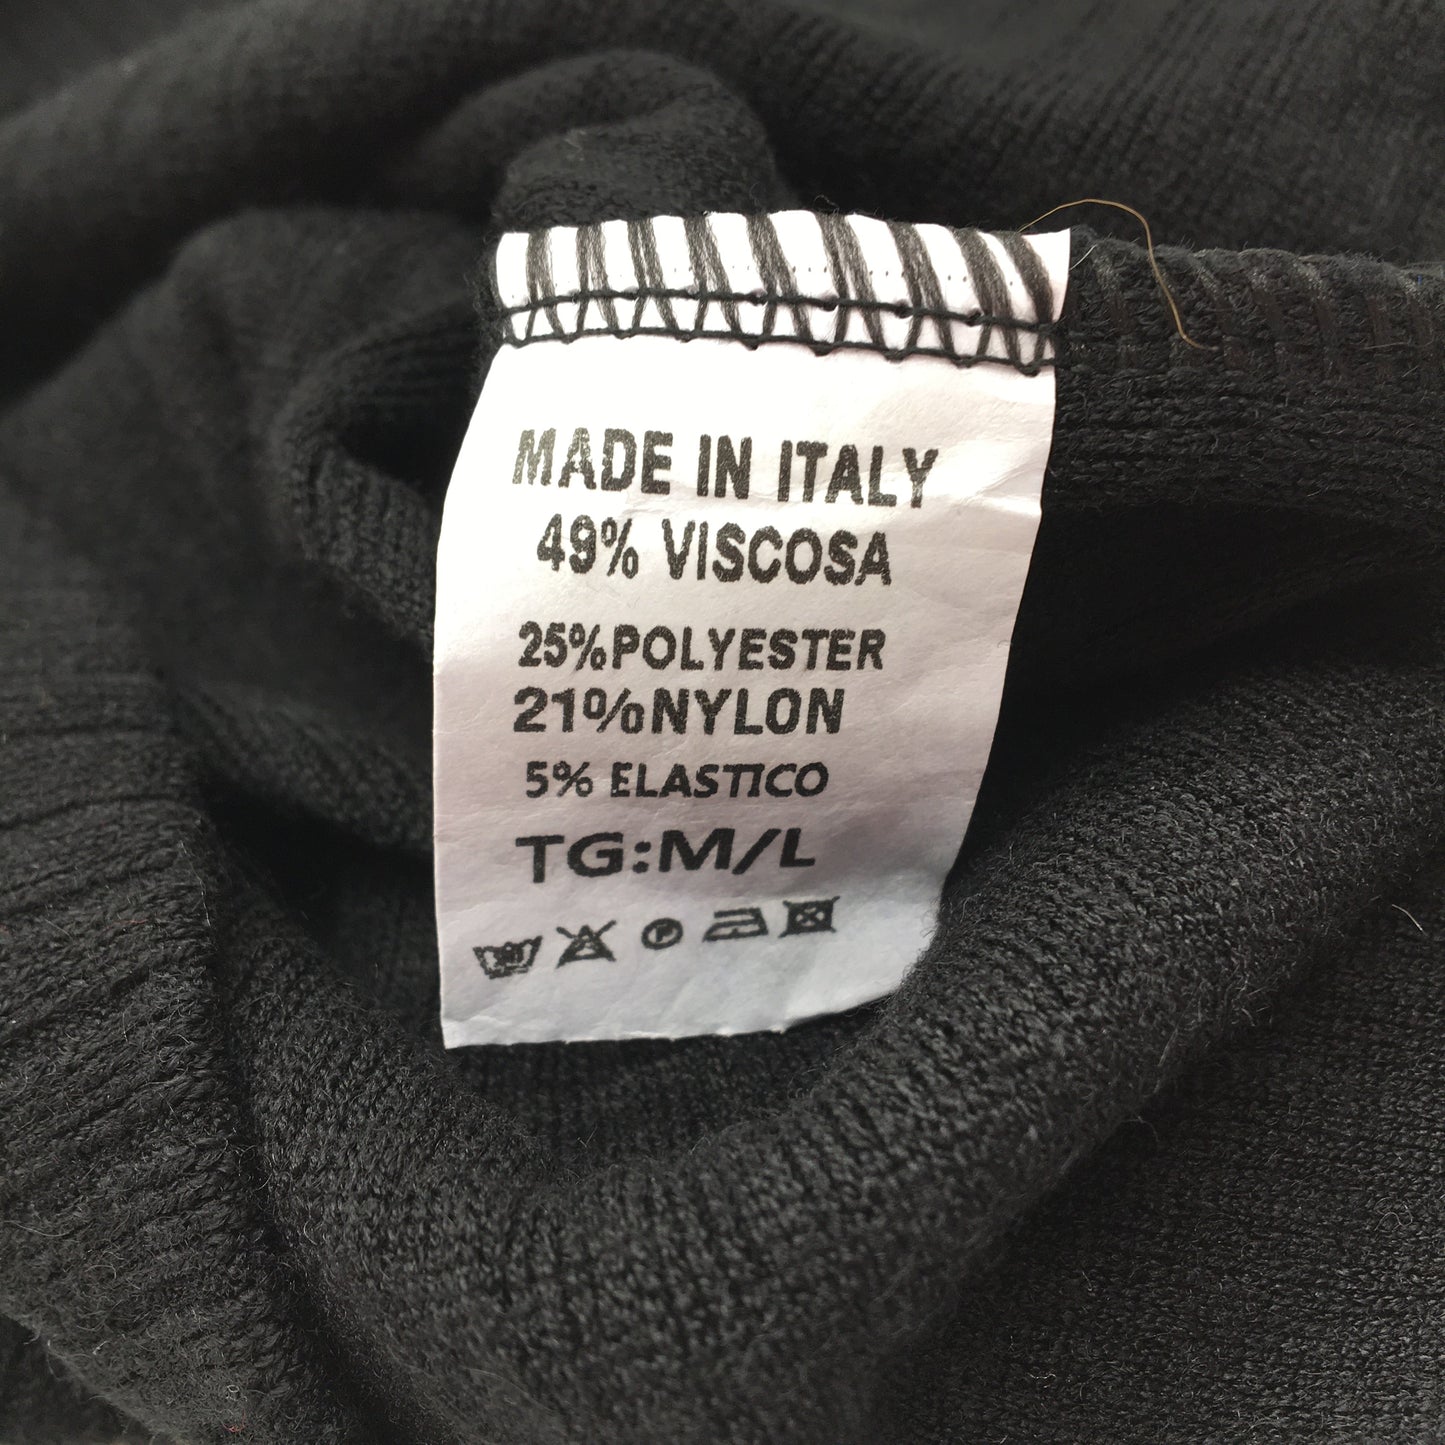 MADE IN ITALY
49% VISCOSA
25%POLYESTER
21%NYLON
5% ELASTICO
TG:M/L
P